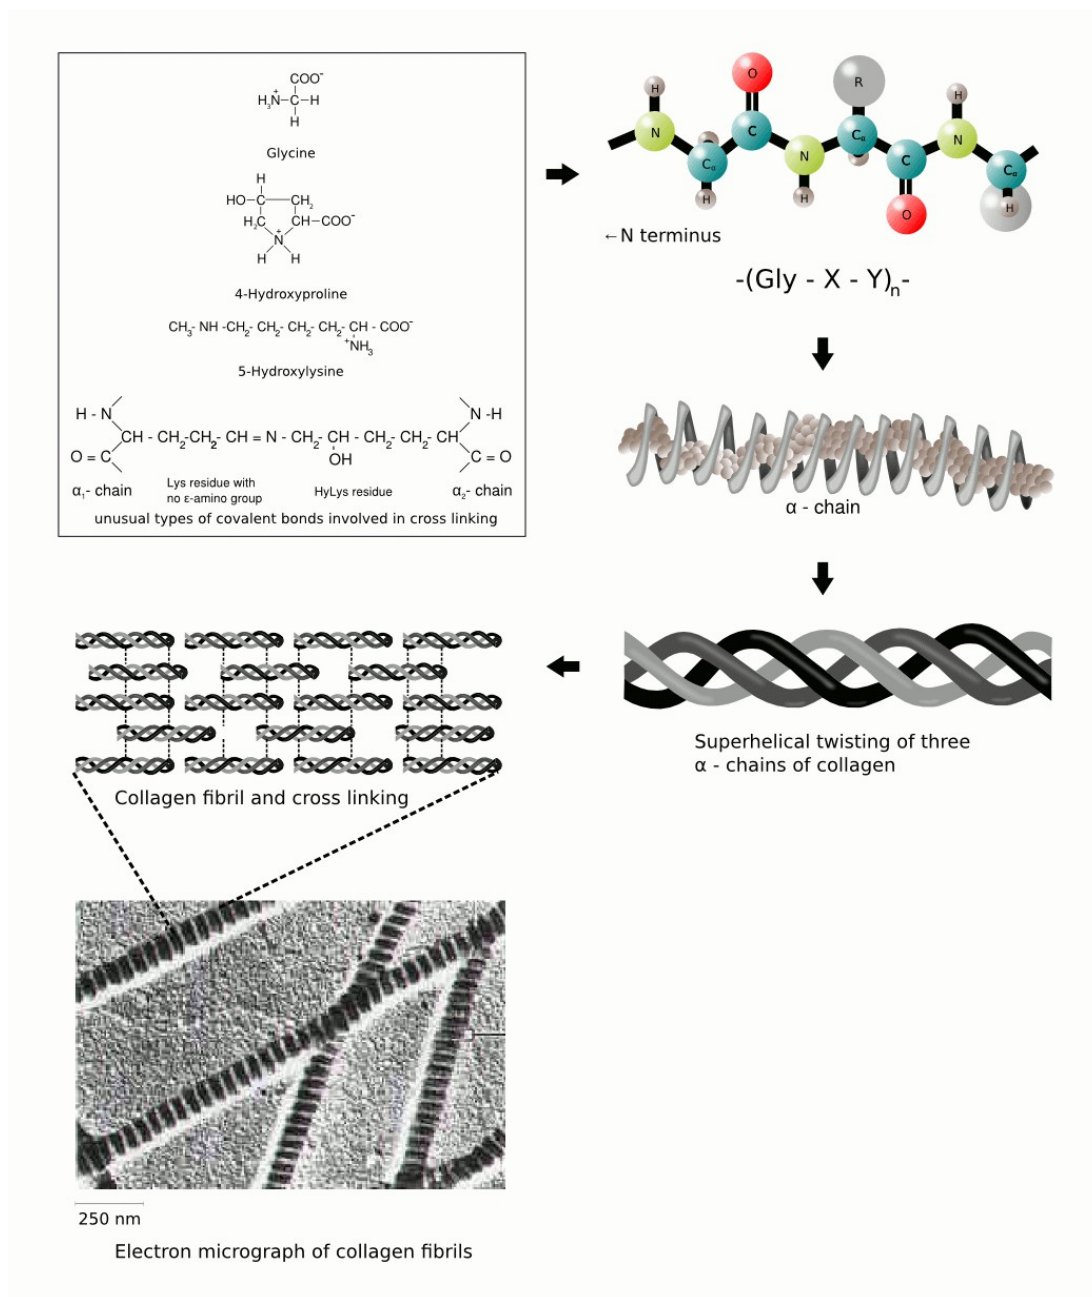 COO⁻
H₃N⁺–C–H
H
Glycine
H
HO–C–CH₂
H₂C CH–COO⁻
N⁺
H H
4-Hydroxyproline
CH₃- NH -CH₂- CH₂- CH₂- CH₂- CH - COO⁻
⁺NH₃
5-Hydroxylysine
H - N N -H
CH - CH₂-CH₂ - CH = N - CH₂- CH - CH₂- CH₂- CH
O = C OH C = O
α₁- chain Lys residue with no ε-amino group HyLys residue α₂- chain
unusual types of covalent bonds involved in cross linking
H O R H
N C Cα N
Cα N C Cα
H H O H
←N terminus
-(Gly - X - Y)n-
α - chain
Superhelical twisting of three
α - chains of collagen
Collagen fibril and cross linking
250 nm
Electron micrograph of collagen fibrils